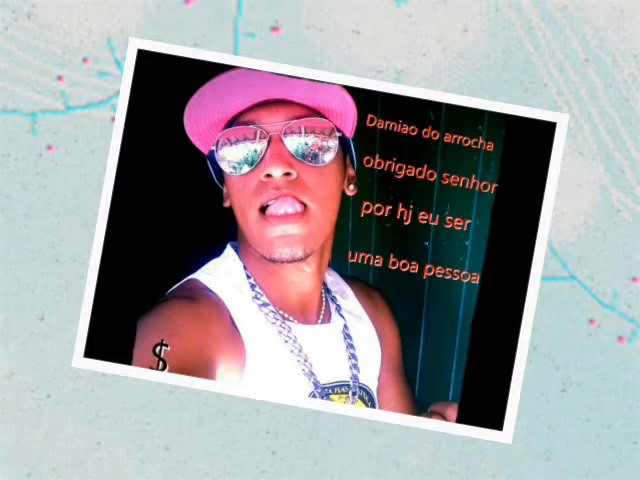 Damiao do arrocha
obrigado senhor
por hj eu ser
uma boa pessoa
$